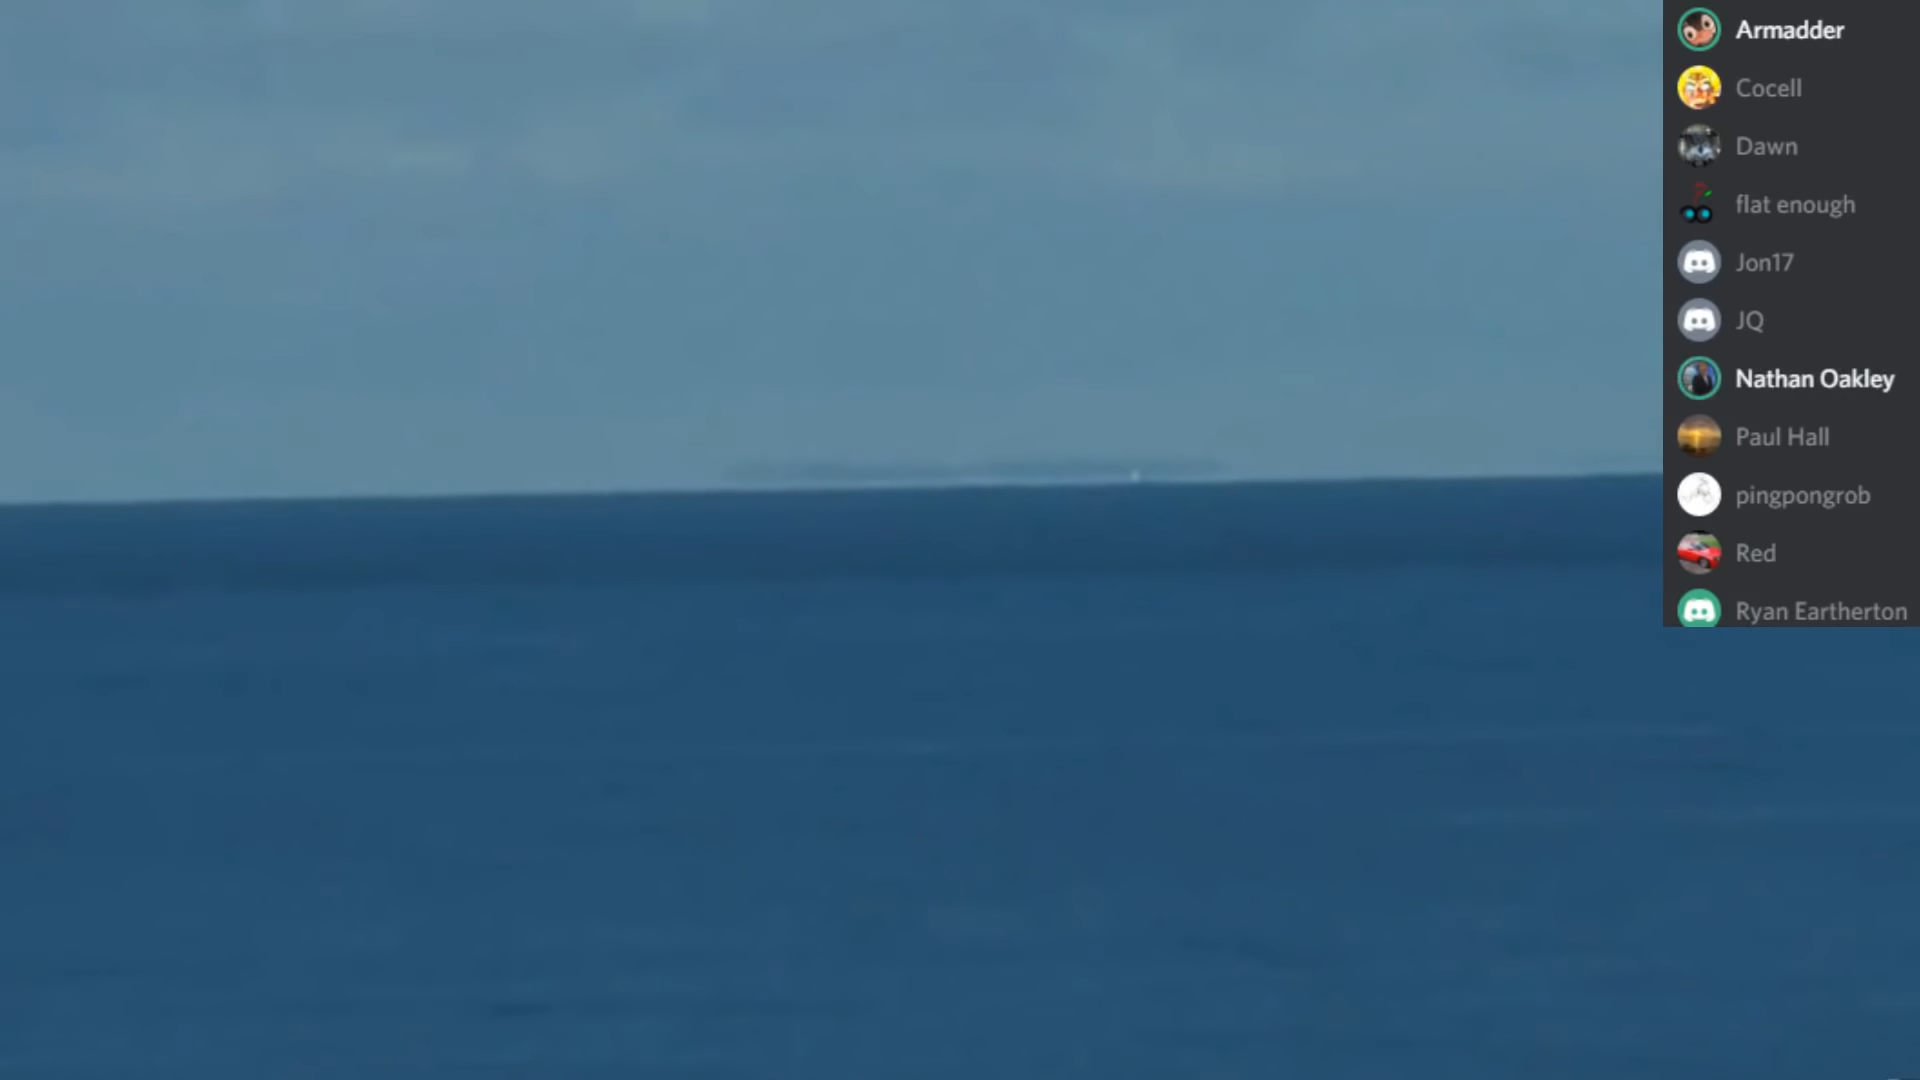 Armadder
Cocell
Dawn
flat enough
Jon17
JQ
Nathan Oakley
Paul Hall
pingpongrob
Red
Ryan Eartherton